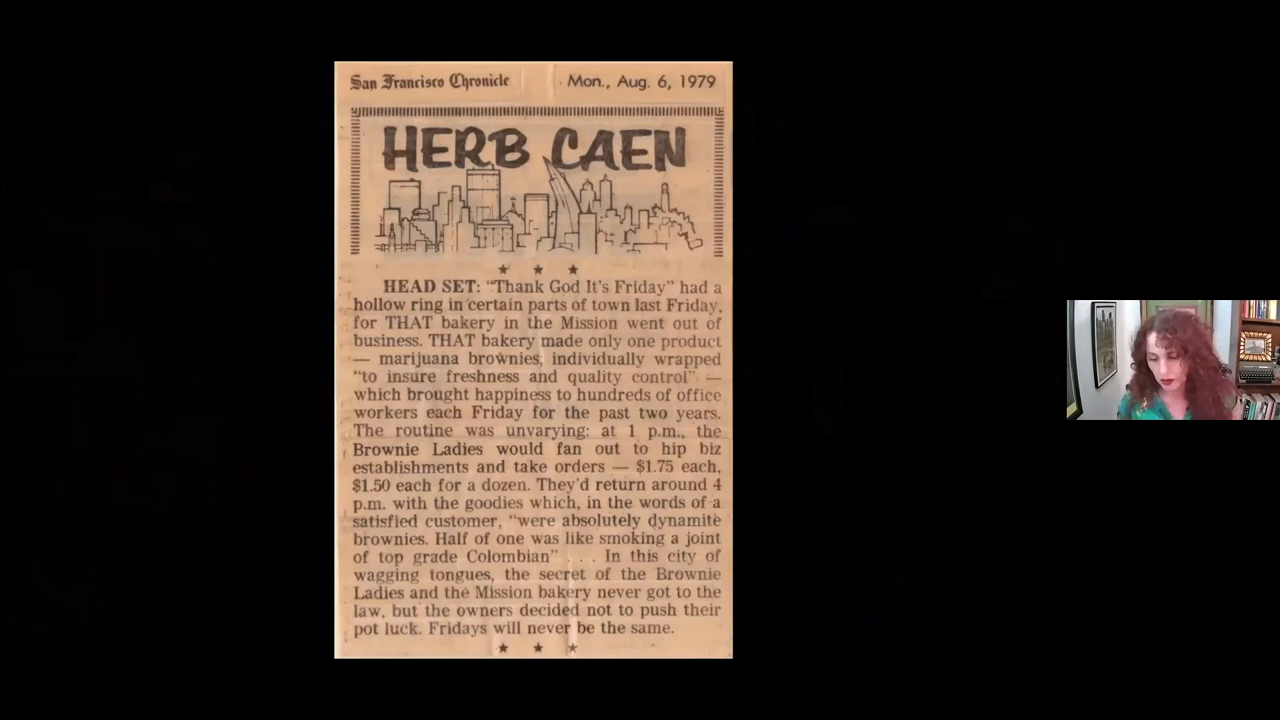 San Francisco Chronicle Mon., Aug. 6, 1979
HERB CAEN
HEAD SET: "Thank God It's Friday" had a
hollow ring in certain parts of town last Friday,
for THAT bakery in the Mission went out of
business. THAT bakery made only one product
— marijuana brownies, individually wrapped
"to insure freshness and quality control" —
which brought happiness to hundreds of office
workers each Friday for the past two years.
The routine was unvarying: at 1 p.m., the
Brownie Ladies would fan out to hip biz
establishments and take orders — $1.75 each,
$1.50 each for a dozen. They'd return around 4
p.m. with the goodies which, in the words of a
satisfied customer, "were absolutely dynamite
brownies. Half of one was like smoking a joint
of top grade Colombian" . . . In this city of
wagging tongues, the secret of the Brownie
Ladies and the Mission bakery never got to the
law, but the owners decided not to push their
pot luck. Fridays will never be the same.